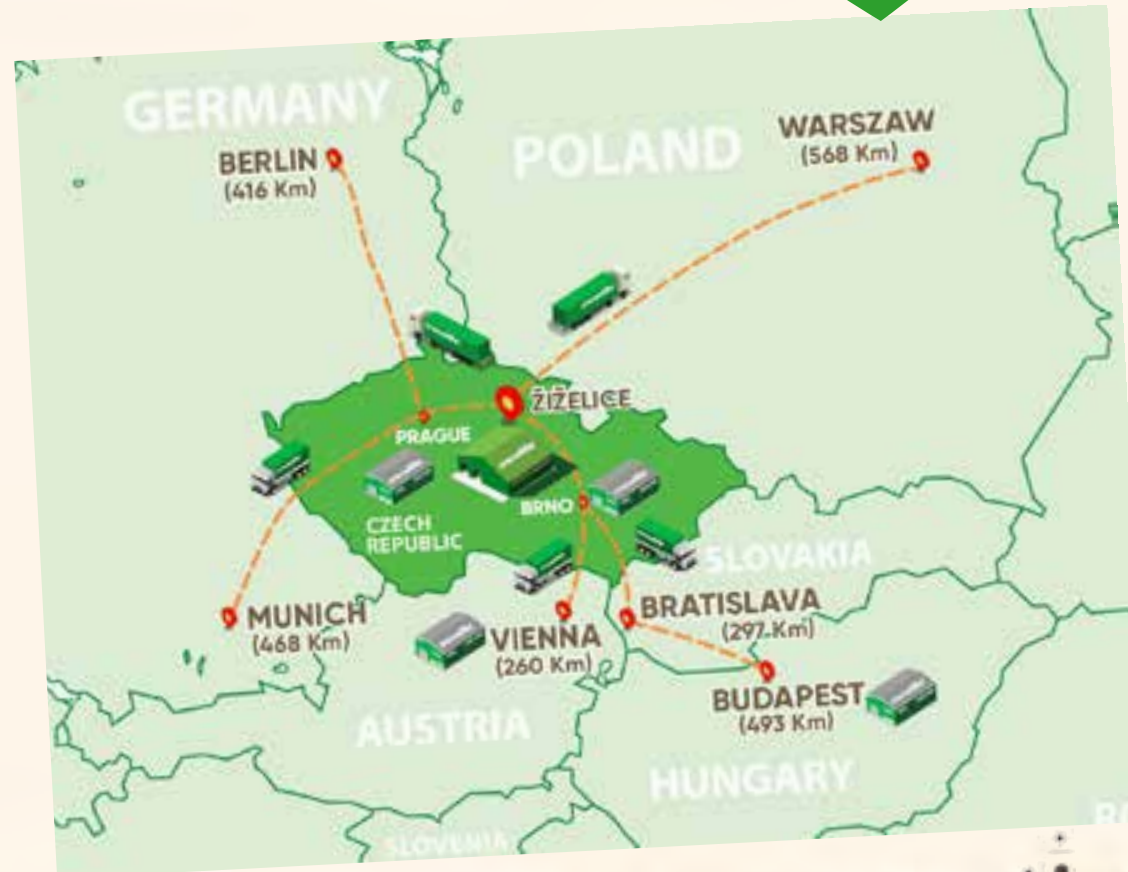 GERMANY
BERLIN
(416 Km)
POLAND
WARSZAW
(568 Km)
ŽIŽELICE
PRAGUE
BRNO
CZECH
REPUBLIC
SLOVAKIA
MUNICH
(468 Km)
VIENNA
(260 Km)
BRATISLAVA
(297 Km)
BUDAPEST
(493 Km)
AUSTRIA
HUNGARY
SLOVENIA